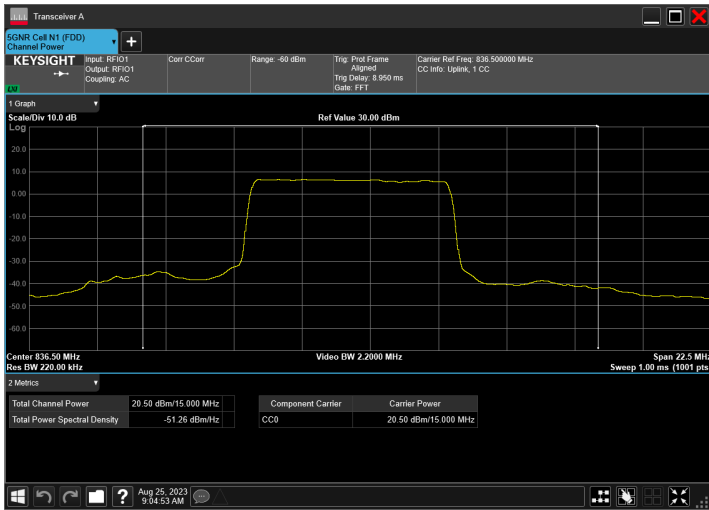 Transceiver A
5GNR Cell N1 (FDD)
Channel Power
+
KEYSIGHT
LXI
Input: RFIO1
Output: RFIO1
Coupling: AC
Corr CCorr
Range: -60 dBm
Trig: Prot Frame
Aligned
Trig Delay: 8.950 ms
Gate: FFT
Carrier Ref Freq: 836.500000 MHz
CC Info: Uplink, 1 CC
1 Graph
Scale/Div 10.0 dB
Ref Value 30.00 dBm
Log
20.0
10.0
0.00
-10.0
-20.0
-30.0
-40.0
-50.0
-60.0
Center 836.50 MHz
Video BW 2.2000 MHz
Span 22.5 MHz
Res BW 220.00 kHz
Sweep 1.00 ms (1001 pts
2 Metrics
Total Channel Power 20.50 dBm/15.000 MHz
Total Power Spectral Density -51.26 dBm/Hz
Component Carrier Carrier Power
CC0 20.50 dBm/15.000 MHz
?
Aug 25, 2023
9:04:53 AM